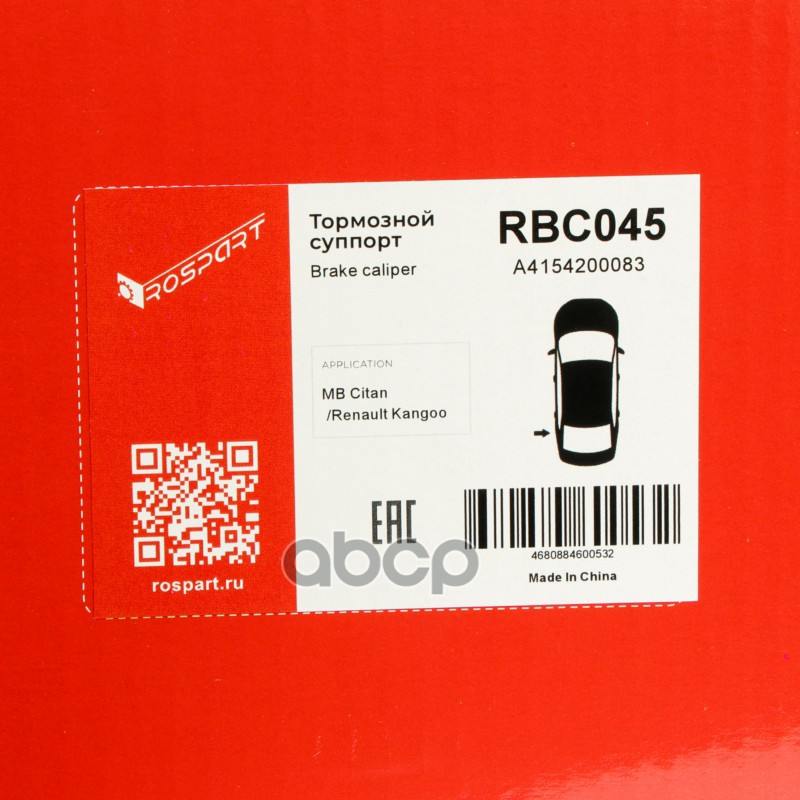 ROSPART
Тормозной
суппорт
Brake caliper
RBC045
A4154200083
APPLICATION
MB Citan
/Renault Kangoo
EAC
4680884600532
Made In China
rospart.ru
abcp